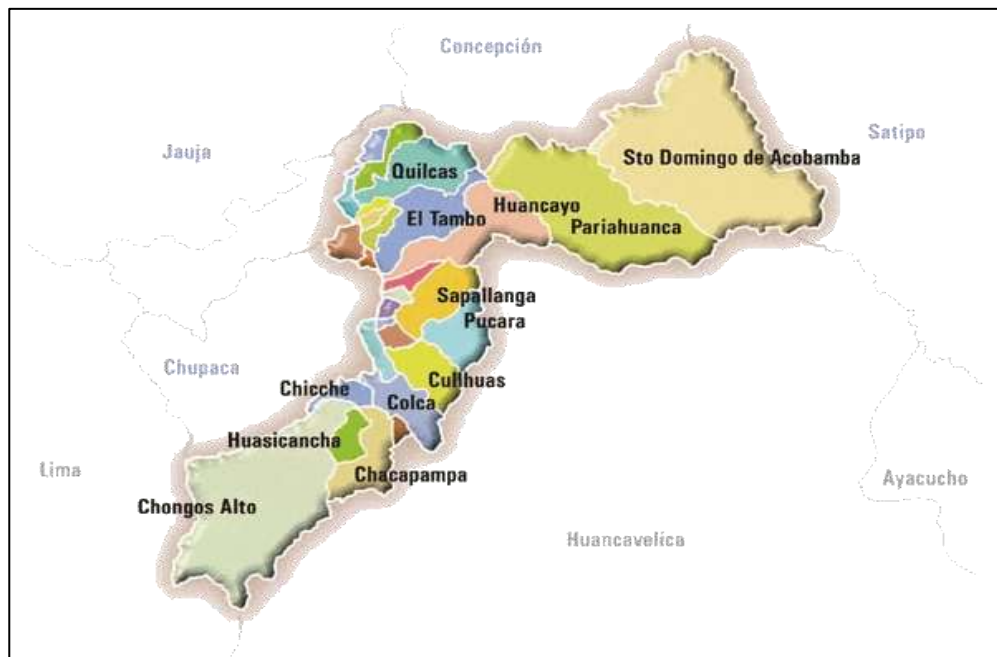 Concepción
Jauja
Satipo
Sto Domingo de Acobamba
Quilcas
Huancayo
El Tambo
Pariahuanca
Sapallanga
Pucara
Chupaca
Cullhuas
Chicche
Colca
Huasicancha
Lima
Chacapampa
Ayacucho
Chongos Alto
Huancavelica